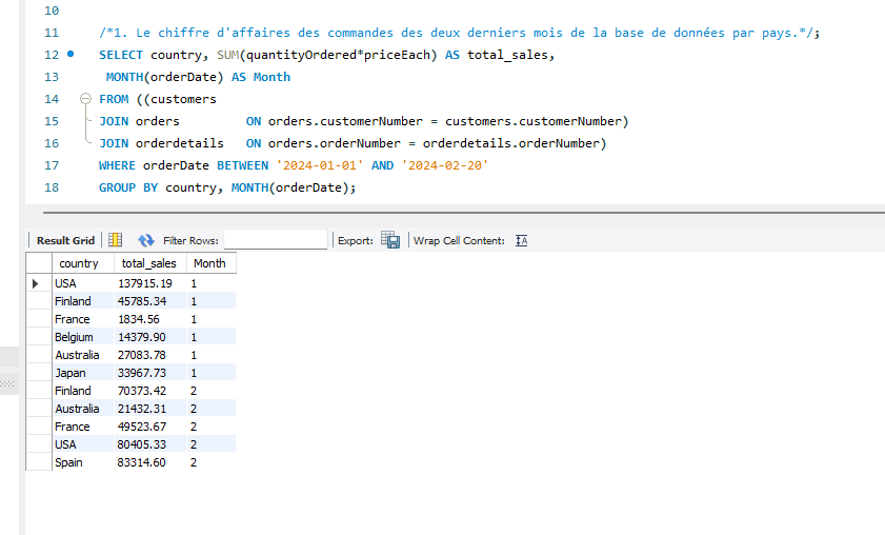 10
11 /*1. Le chiffre d'affaires des commandes des deux derniers mois de la base de données par pays.*/;
12 SELECT country, SUM(quantityOrdered*priceEach) AS total_sales,
13 MONTH(orderDate) AS Month
14 FROM ((customers
15 JOIN orders ON orders.customerNumber = customers.customerNumber)
16 JOIN orderdetails ON orders.orderNumber = orderdetails.orderNumber)
17 WHERE orderDate BETWEEN '2024-01-01' AND '2024-02-20'
18 GROUP BY country, MONTH(orderDate);
Result Grid Filter Rows: Export: Wrap Cell Content: IA
country total_sales Month
USA 137915.19 1
Finland 45785.34 1
France 1834.56 1
Belgium 14379.90 1
Australia 27083.78 1
Japan 33967.73 1
Finland 70373.42 2
Australia 21432.31 2
France 49523.67 2
USA 80405.33 2
Spain 83314.60 2